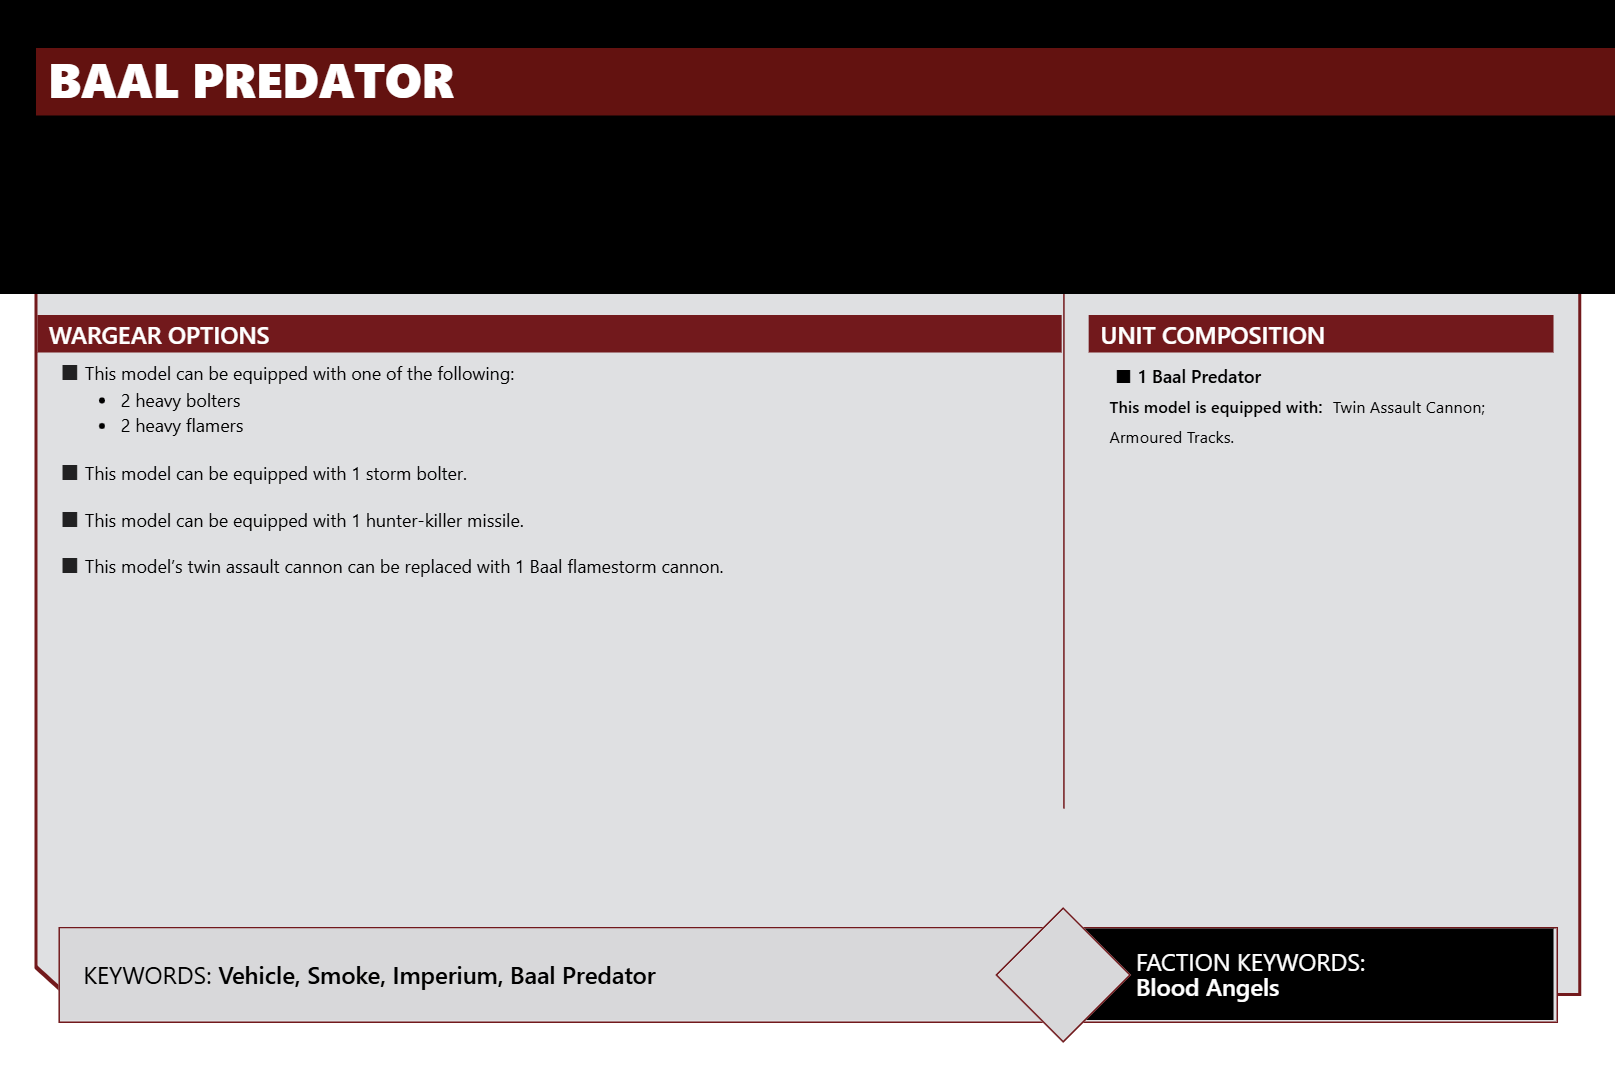 BAAL PREDATOR
WARGEAR OPTIONS
■ This model can be equipped with one of the following:
• 2 heavy bolters
• 2 heavy flamers
■ This model can be equipped with 1 storm bolter.
■ This model can be equipped with 1 hunter-killer missile.
■ This model’s twin assault cannon can be replaced with 1 Baal flamestorm cannon.
UNIT COMPOSITION
■ 1 Baal Predator
This model is equipped with: Twin Assault Cannon;
Armoured Tracks.
KEYWORDS: Vehicle, Smoke, Imperium, Baal Predator
FACTION KEYWORDS:
Blood Angels